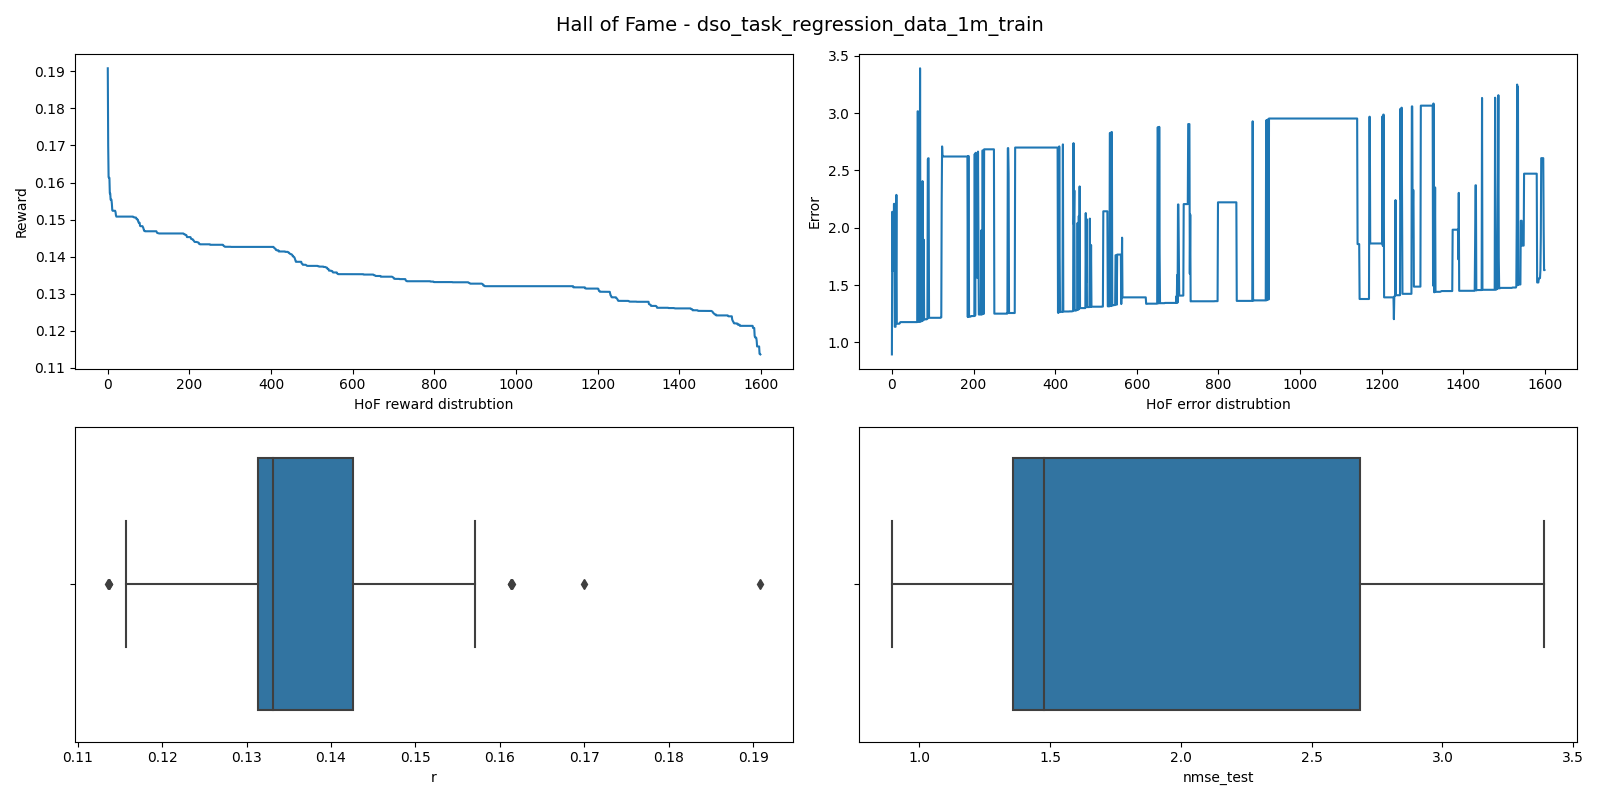 Hall of Fame - dso_task_regression_data_1m_train
0.19
0.18
0.17
0.16
0.15
0.14
0.13
0.12
0.11
Reward
0 200 400 600 800 1000 1200 1400 1600
HoF reward distrubtion
3.5
3.0
2.5
2.0
1.5
1.0
Error
0 200 400 600 800 1000 1200 1400 1600
HoF error distrubtion
0.11 0.12 0.13 0.14 0.15 0.16 0.17 0.18 0.19
r
1.0 1.5 2.0 2.5 3.0 3.5
nmse_test